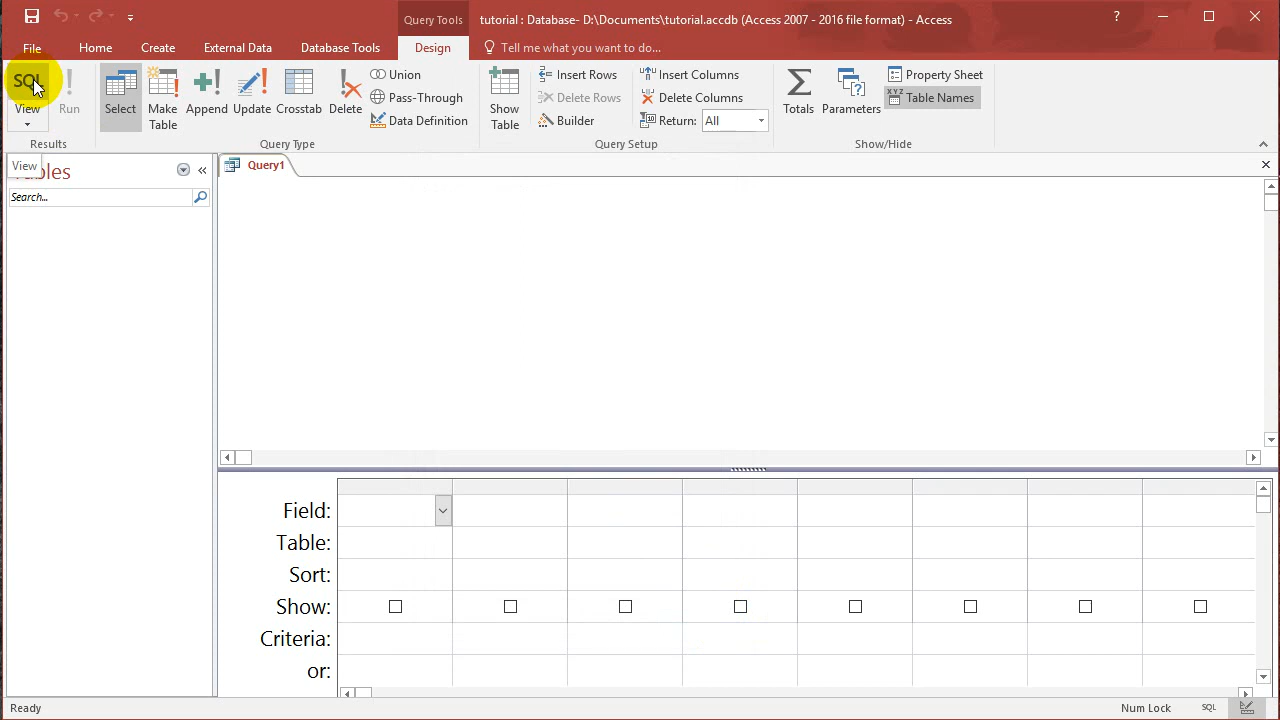 Query Tools
tutorial : Database- D:\Documents\tutorial.accdb (Access 2007 - 2016 file format) - Access
?
File Home Create External Data Database Tools Design Tell me what you want to do...
SQL View
Run
Select
Make Table
Append
Update
Crosstab
Delete
Union
Pass-Through
Data Definition
Show Table
Insert Rows
Delete Rows
Builder
Insert Columns
Delete Columns
Return: All
Totals
Parameters
Property Sheet
XYZ Table Names
Results Query Type Query Setup Show/Hide
View
Search...
Query1
Field:
Table:
Sort:
Show:
Criteria:
or:
Ready Num Lock SQL